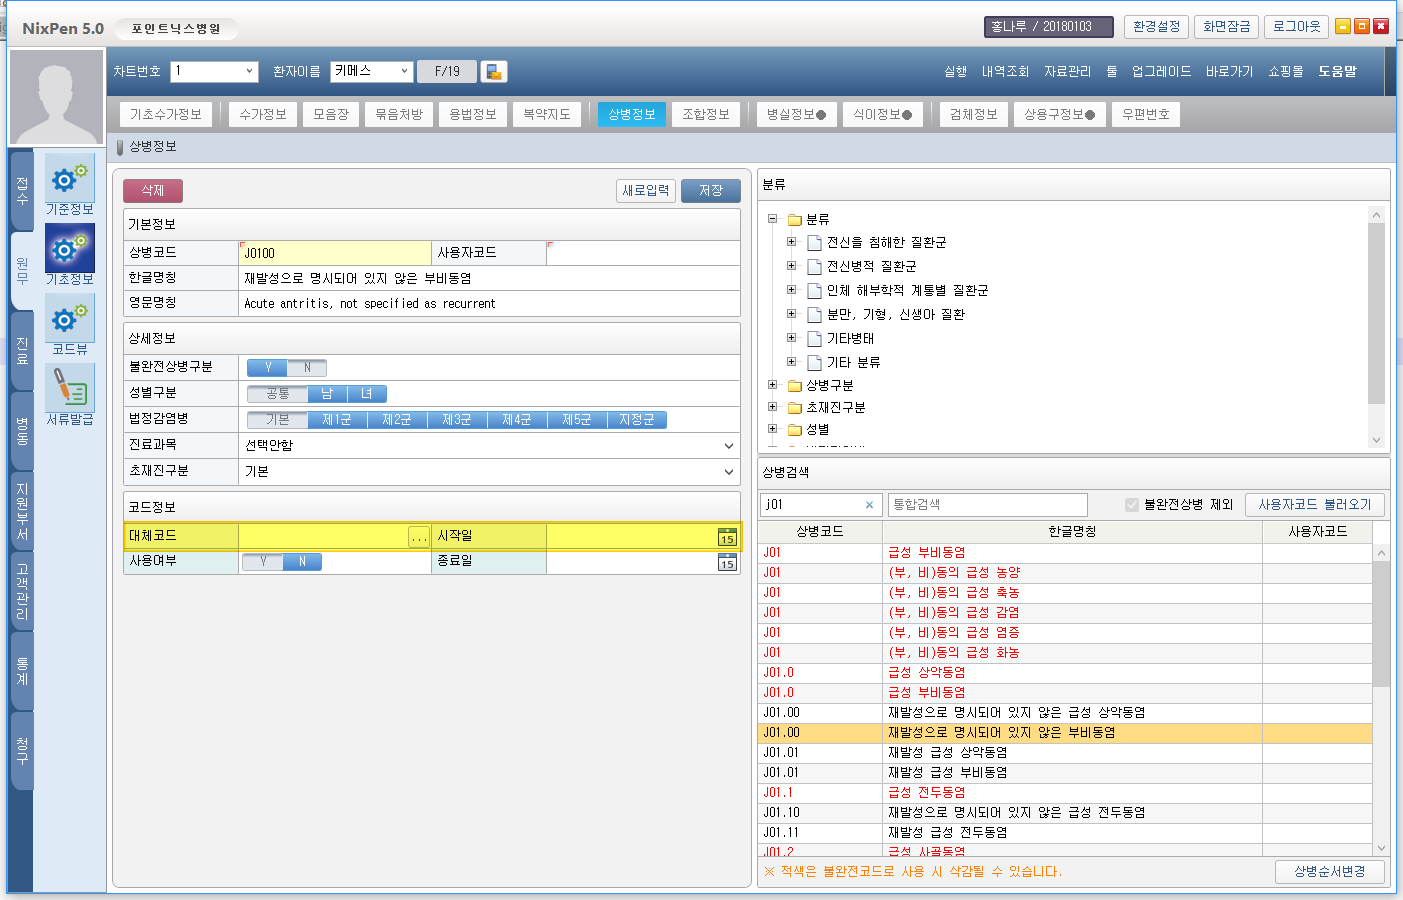 NixPen 5.0 포인트닉스병원 홍나루 / 20180103 환경설정 화면잠금 로그아웃
차트번호 1 환자이름 키메스 F/19 실행 내역조회 자료관리 툴 업그레이드 바로가기 쇼핑몰 도움말
기초수가정보 수가정보 모음장 묶음처방 용법정보 복약지도 상병정보 조합정보 병실정보● 식이정보● 검체정보 상용구정보● 우편번호
상병정보
접수
원무
진료
병동
지원부서
고객관리
통계
청구
기준정보
기초정보
코드뷰
서류발급
삭제 새로입력 저장
기본정보
상병코드 J0100 사용자코드
한글명칭 재발성으로 명시되어 있지 않은 부비동염
영문명칭 Acute antritis, not specified as recurrent
상세정보
불완전상병구분 Y N
성별구분 공통 남 녀
법정감염병 기본 제1군 제2군 제3군 제4군 제5군 지정군
진료과목 선택안함
초재진구분 기본
코드정보
대체코드 ... 시작일 15
사용여부 Y N 종료일 15
분류
분류
전신을 침해한 질환군
전신병적 질환군
인체 해부학적 계통별 질환군
분만, 기형, 신생아 질환
기타병태
기타 분류
상병구분
초재진구분
성별
상병검색
j01 × 통합검색 불완전상병 제외 사용자코드 불러오기
상병코드 한글명칭 사용자코드
J01 급성 부비동염
J01 (부, 비)동의 급성 농양
J01 (부, 비)동의 급성 축농
J01 (부, 비)동의 급성 감염
J01 (부, 비)동의 급성 염증
J01 (부, 비)동의 급성 화농
J01.0 급성 상악동염
J01.0 급성 부비동염
J01.00 재발성으로 명시되어 있지 않은 급성 상악동염
J01.00 재발성으로 명시되어 있지 않은 부비동염
J01.01 재발성 급성 상악동염
J01.01 재발성 급성 부비동염
J01.1 급성 전두동염
J01.10 재발성으로 명시되어 있지 않은 급성 전두동염
J01.11 재발성 급성 전두동염
J01.2 급성 사골동염
※ 적색은 불완전코드로 사용 시 삭감될 수 있습니다. 상병순서변경